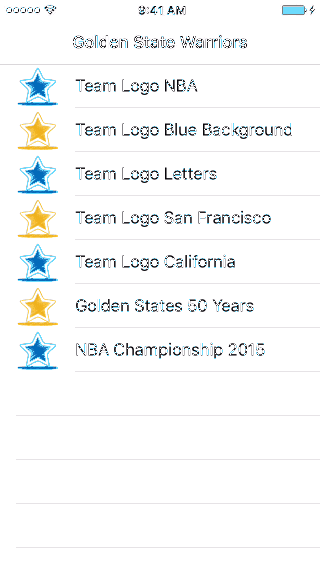 9:41 AM
Golden State Warriors
Team Logo NBA
Team Logo Blue Background
Team Logo Letters
Team Logo San Francisco
Team Logo California
Golden States 50 Years
NBA Championship 2015